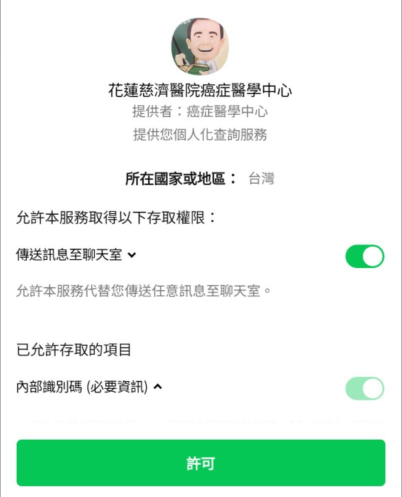 花蓮慈濟醫院癌症醫學中心
提供者：癌症醫學中心
提供您個人化查詢服務
所在國家或地區： 台灣
允許本服務取得以下存取權限：
傳送訊息至聊天室
允許本服務代替您傳送任意訊息至聊天室。
已允許存取的項目
內部識別碼 (必要資訊)
許可